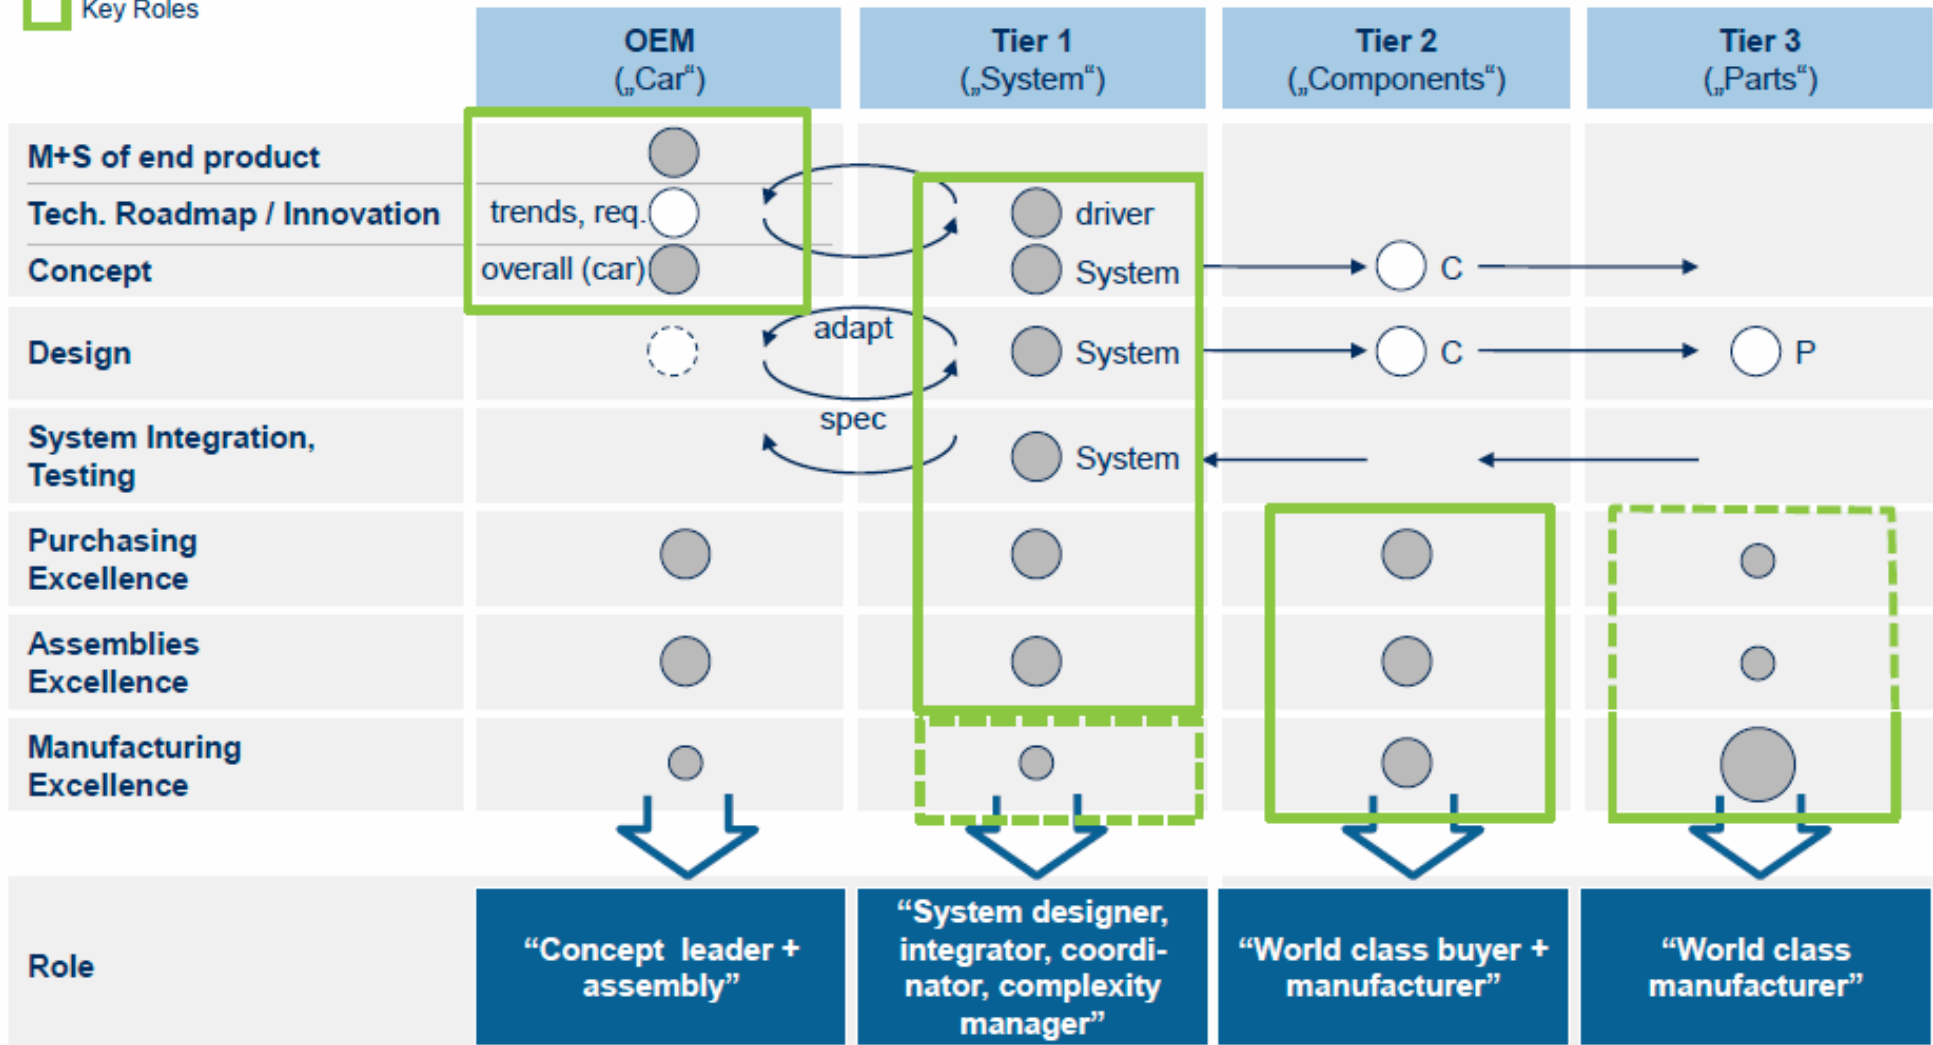 Key Roles
OEM
(„Car“)
Tier 1
(„System“)
Tier 2
(„Components“)
Tier 3
(„Parts“)
M+S of end product
Tech. Roadmap / Innovation
trends, req.
driver
Concept
overall (car)
System
C
Design
adapt
System
C
P
spec
System Integration,
Testing
System
Purchasing
Excellence
Assemblies
Excellence
Manufacturing
Excellence
Role
“Concept leader +
assembly”
“System designer,
integrator, coordi-
nator, complexity
manager”
“World class buyer +
manufacturer”
“World class
manufacturer”